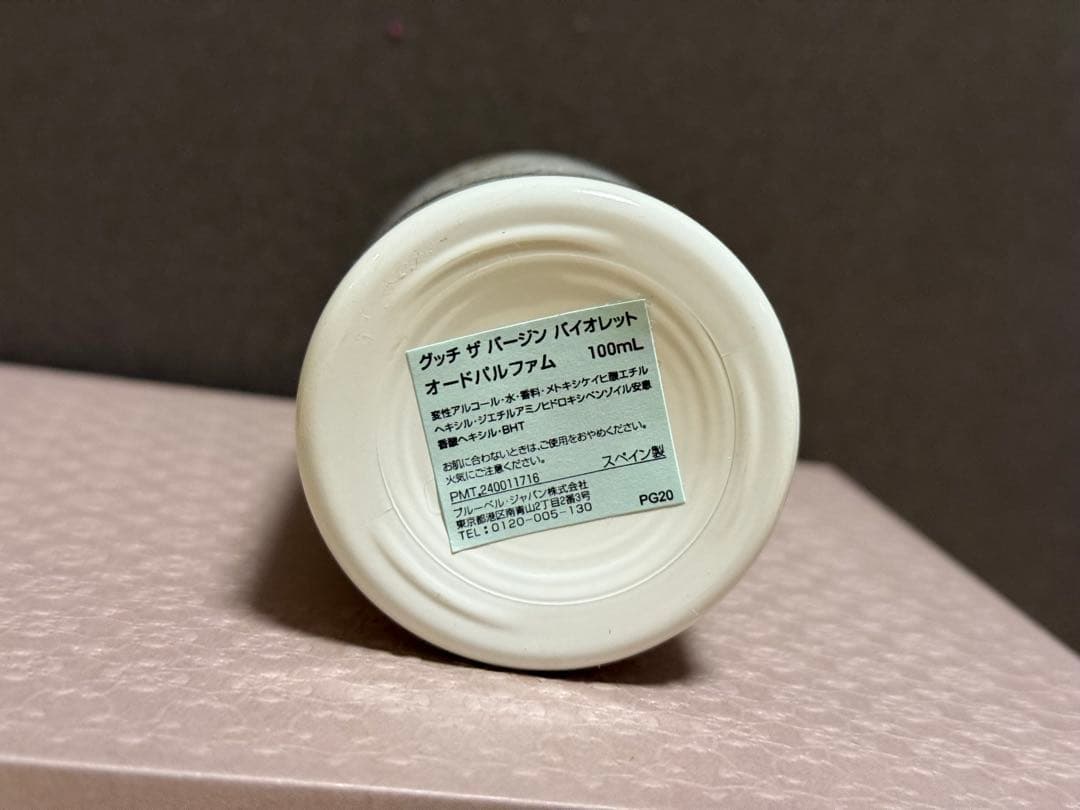 グッチ ザ バージン バイオレット
オードパルファム 100mL
変性アルコール・水・香料・メトキシケイヒ酸エチル
ヘキシル・ジエチルアミノヒドロキシベンゾイル安息
香酸ヘキシル・BHT
お肌に合わないときは、ご使用をおやめください。
火気にご注意ください。 スペイン製
PMT.240011716
ブルーベル・ジャパン株式会社
東京都港区南青山2丁目2番3号
TEL:0120-005-130 PG20